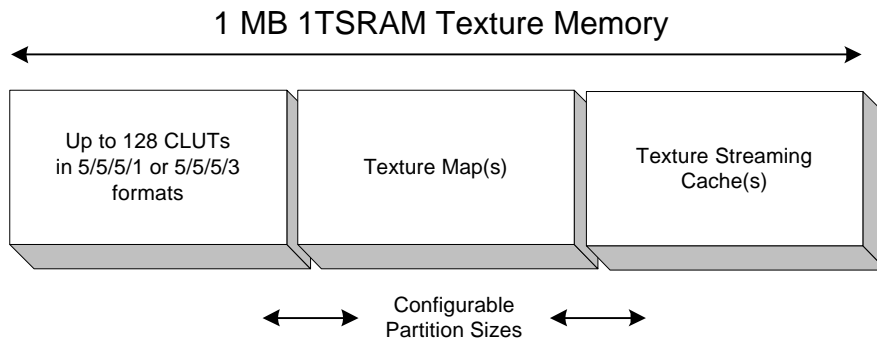 1 MB 1TSRAM Texture Memory
Up to 128 CLUTs
in 5/5/5/1 or 5/5/5/3
formats
Texture Map(s)
Texture Streaming
Cache(s)
Configurable
Partition Sizes